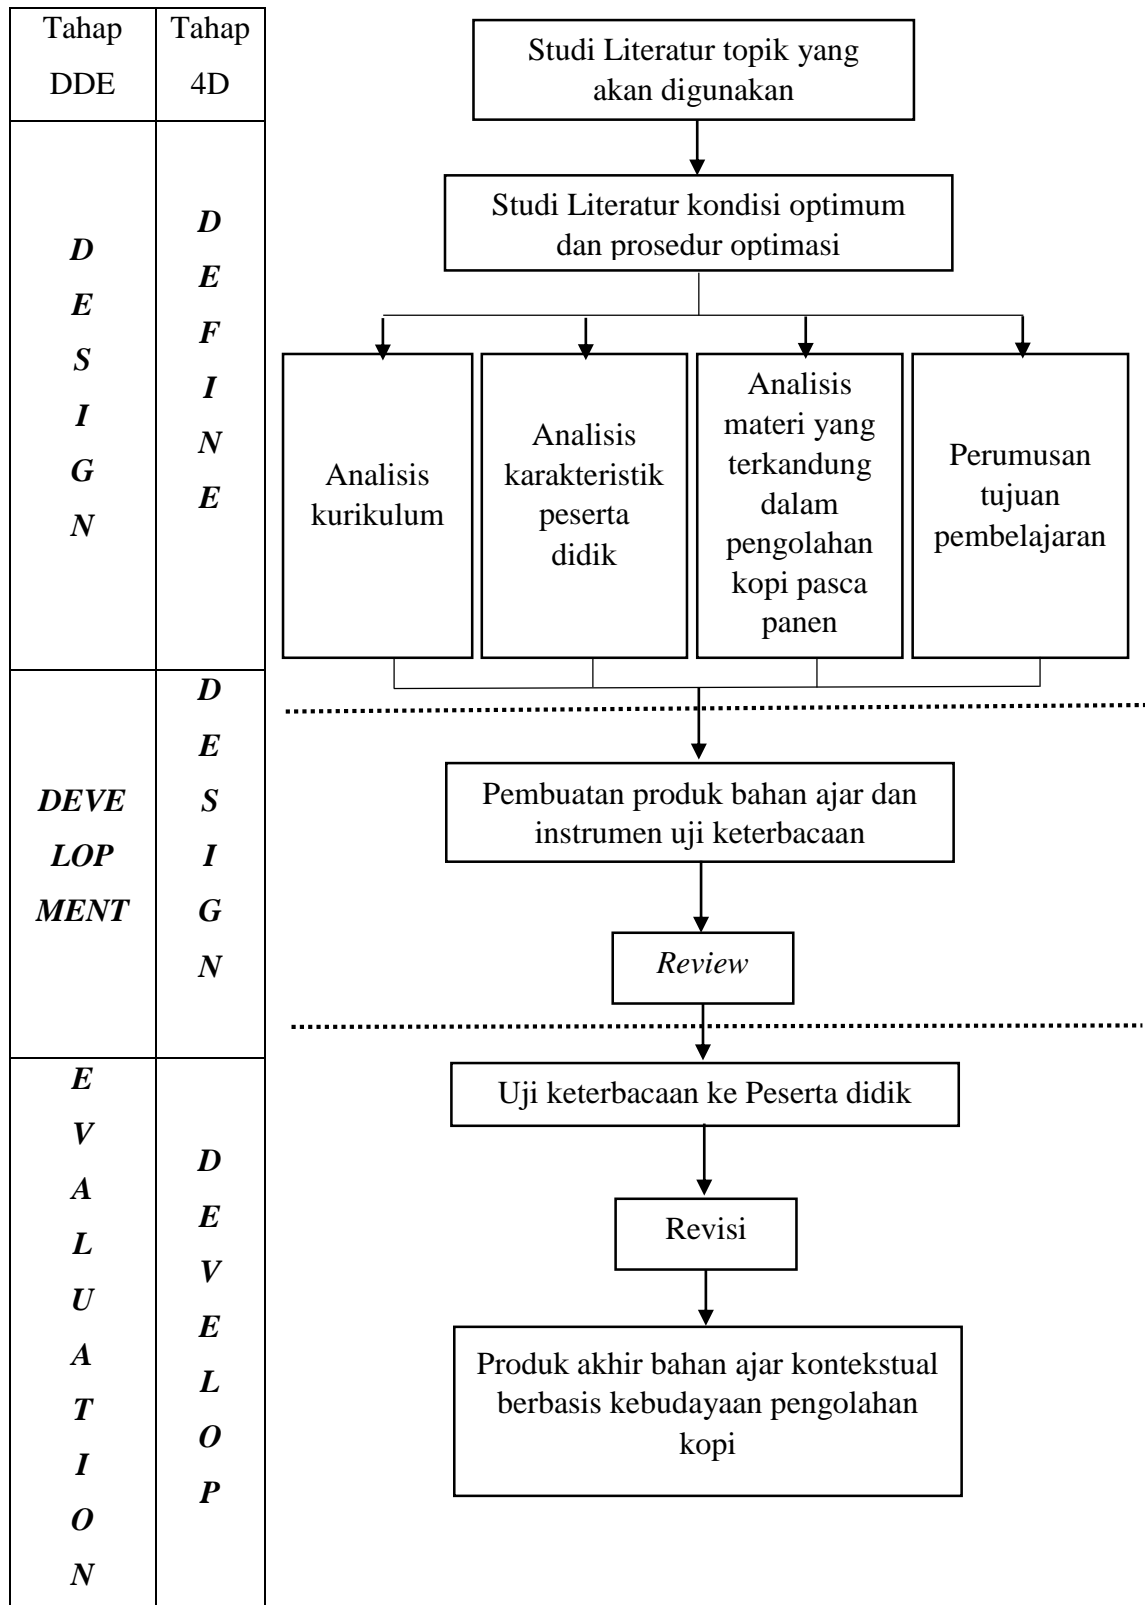 Tahap
DDE
Tahap
4D
D
E
S
I
G
N
D
E
F
I
N
E
DEVE
LOP
MENT
D
E
S
I
G
N
E
V
A
L
U
A
T
I
O
N
D
E
V
E
L
O
P
Studi Literatur topik yang
akan digunakan
Studi Literatur kondisi optimum
dan prosedur optimasi
Analisis
kurikulum
Analisis
karakteristik
peserta
didik
Analisis
materi yang
terkandung
dalam
pengolahan
kopi pasca
panen
Perumusan
tujuan
pembelajaran
Pembuatan produk bahan ajar dan
instrumen uji keterbacaan
Review
Uji keterbacaan ke Peserta didik
Revisi
Produk akhir bahan ajar kontekstual
berbasis kebudayaan pengolahan
kopi